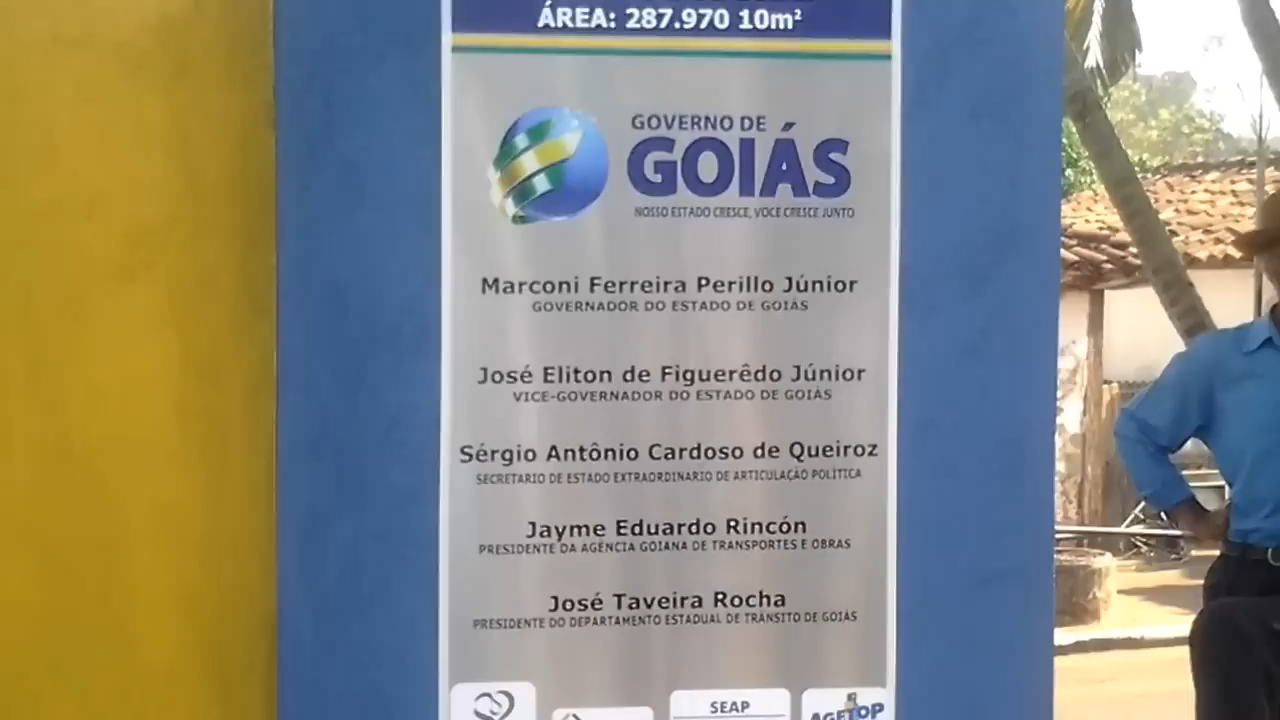 ÁREA: 287.970 10m²
GOVERNO DE
GOIÁS
NOSSO ESTADO CRESCE, VOCÊ CRESCE JUNTO
Marconi Ferreira Perillo Júnior
GOVERNADOR DO ESTADO DE GOIÁS
José Eliton de Figuerêdo Júnior
VICE-GOVERNADOR DO ESTADO DE GOIÁS
Sérgio Antônio Cardoso de Queiroz
SECRETARIO DE ESTADO EXTRAORDINARIO DE ARTICULAÇÃO POLÍTICA
Jayme Eduardo Rincón
PRESIDENTE DA AGÊNCIA GOIANA DE TRANSPORTES E OBRAS
José Taveira Rocha
PRESIDENTE DO DEPARTAMENTO ESTADUAL DE TRÂNSITO DE GOIÁS
SEAP
AGETOP